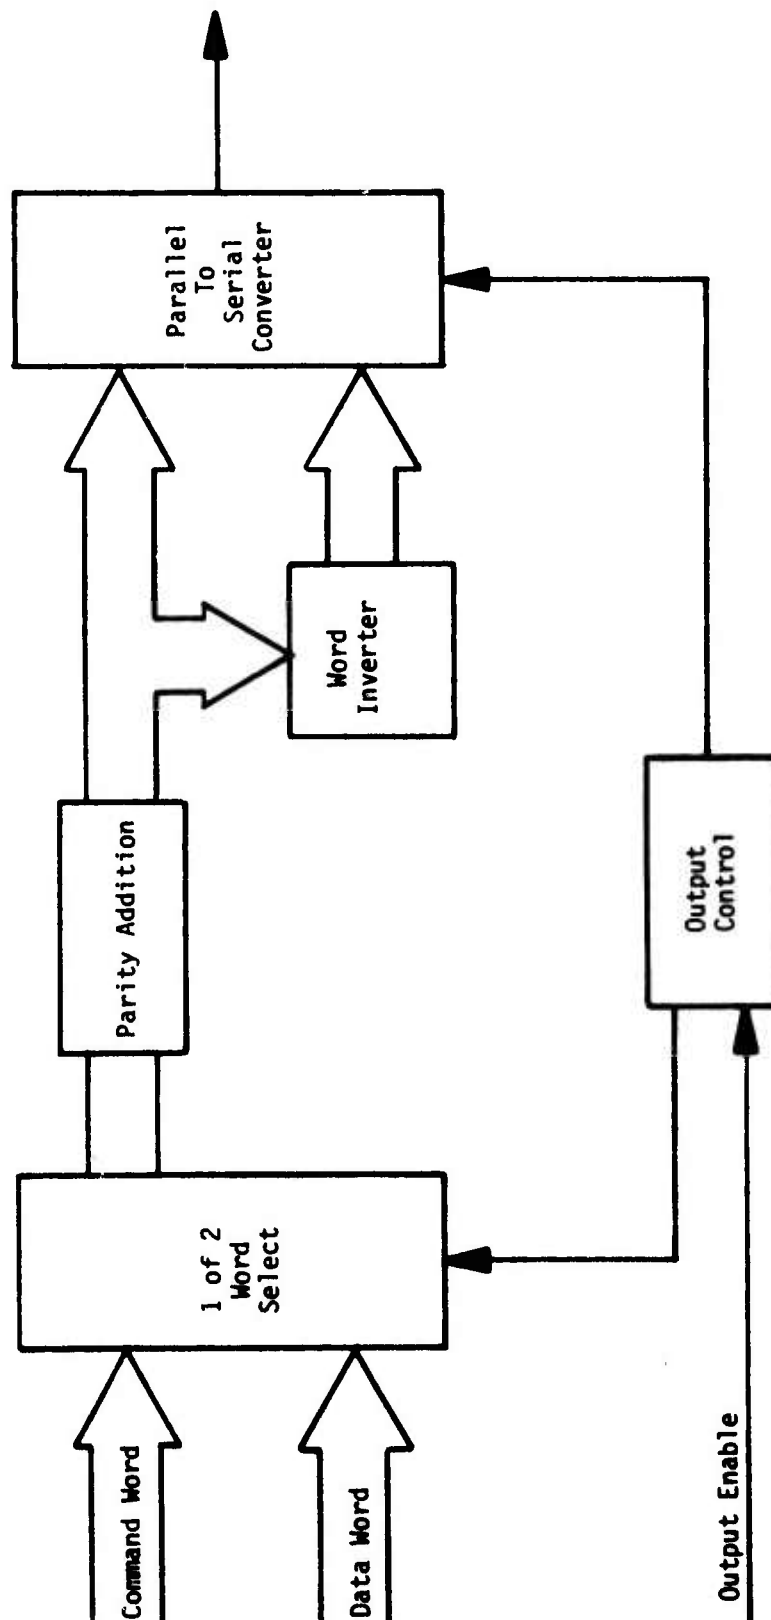 Command Word
Data Word
Output Enable
1 of 2
Word
Select
Parity Addition
Output
Control
Word
Inverter
Parallel
To
Serial
Converter